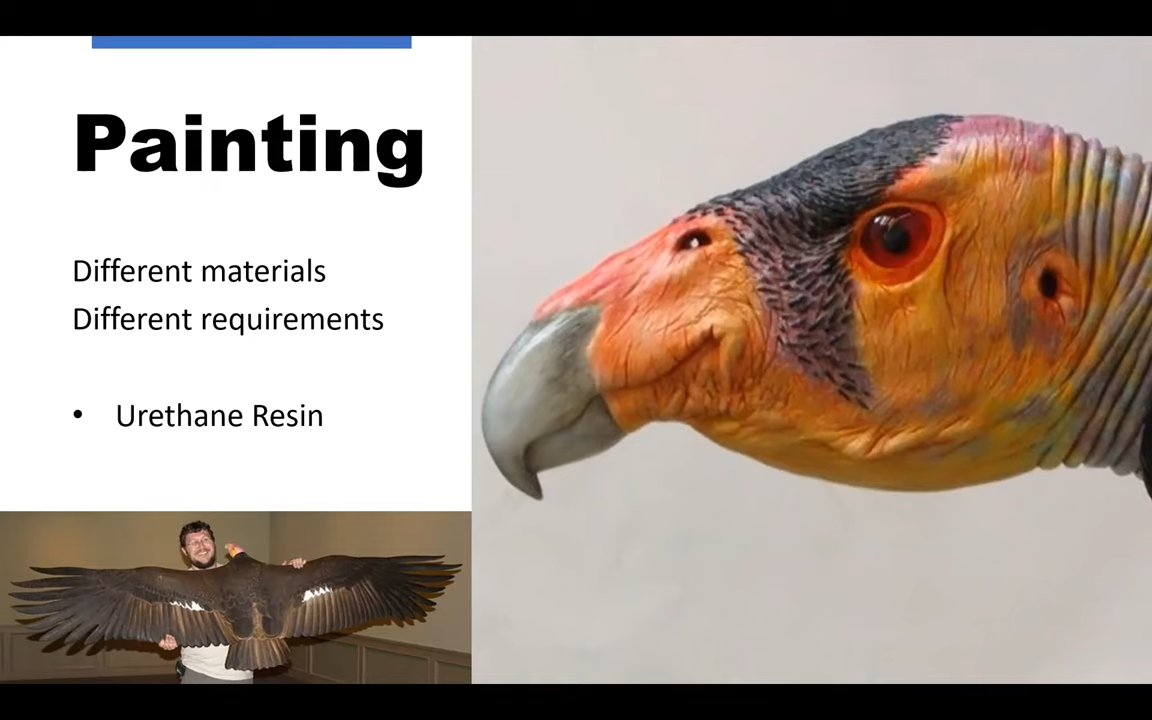 Painting
Different materials
Different requirements
• Urethane Resin